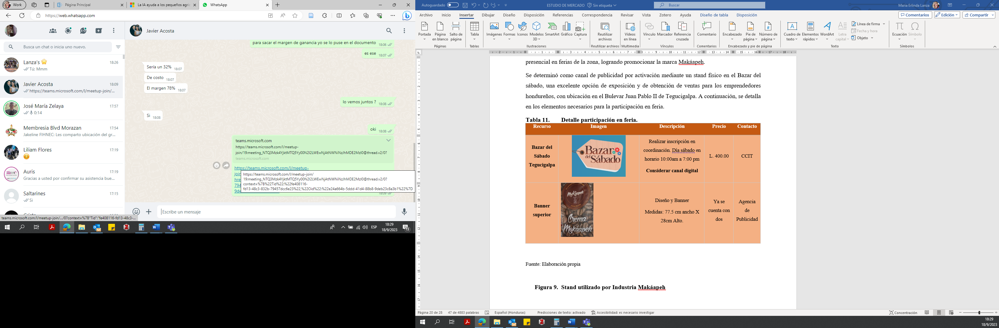 Work
Página Principal
La IA ayuda a los pequeños agric
WhatsApp
https://web.whatsapp.com
Busca un chat o inicia uno nuevo.
Lanza's
18:26
Tú: Mmm
Javier Acosta
18:09
https://teams.microsoft.com/l/meetup-join/...
José María Zelaya
17:57
0:14
Membresia Blvd Morazan
17:54
Jakeline FIHNEC: Les comparto ubicación del gr...
Liliam Flores
17:19
Auris
17:19
Gracias a usted por confirmar su asistencia bue...
Saltarines
17:15
Si
teams.microsoft.com/l/meetup-join/.../0?context=%7B"Tid":"fe408116-fd13-48c3-...
Javier Acosta
para sacar el margen de ganancia yo se lo puse en el documento 18:06
es ese 18:07
Sería un 32% 18:07
De costo 18:07
El margen 78% 18:07
lo vemos juntos ? 18:08
Si 18:08
oki 18:08
teams.microsoft.com
https://teams.microsoft.com/l/meetup-
join/19:meeting_NTQ3Mzk4YjktMTQ5Yy00N2I2LWEwNjAtNWNiNzJhMDE2MzI0@thread.v2/0?
teams.microsoft.com
https://teams.microsoft.com/l/meetup-
https://teams.microsoft.com/l/meetup-join/
19:meeting_NTQ3Mzk4YjktMTQ5Yy00N2I2LWEwNjAtNWNiNzJhMDE2MzI0@thread.v2/0?
context=%7B%22Tid%22:%22fe408116-
fd13-48c3-832b-79457dcc6e23%22,%22Oid%22:%22e24a664b-5ddd-41d4-88b8-9deb23c8a3b1%22%7D
18:09
Escribe un mensaje
ESP
18:29
18/9/2023
13
Autoguardado
ESTUDIO DE MERCADO
Sin etiqueta
Buscar
Maria Erlinda Lanza
Archivo Inicio Insertar Dibujar Diseño Disposición Referencias Correspondencia Revisar Vista Zotero Ayuda Diseño de tabla Disposición
Comentarios Edición Compartir
Portada
Página en blanco
Salto de página
Páginas
Tabla
Tablas
Imágenes
Formas
Iconos
Modelos 3D
SmartArt
Gráfico
Captura
Ilustraciones
Reutilizar archivos
Reutilizar archivos
Vídeos en línea
Multimedia
Vínculo
Marcador
Referencia cruzada
Vínculos
Comentario
Comentarios
Encabezado
Pie de página
Número de página
Encabezado y pie de página
Cuadro de texto
Elementos rápidos
WordArt
Letra capital
Línea de firma
Fecha y hora
Objeto
Texto
Ecuación
Símbolo
Símbolos
presencial en ferias de la zona, logrando promocionar la marca Makáapeh.
Se determinó como canal de publicidad por activación mediante un stand físico en el Bazar del
sábado, una excelente opción de exposición y de obtención de ventas para los emprendedores
hondureños, con ubicación en el Bulevar Juan Pablo II de Tegucigalpa. A continuación, se detalla
en los elementos necesarios para la participación en feria.
Tabla 11. Detalle participación en feria.
Recurso Imagen Descripción Precio Contacto
Bazar del
Sábado
Tegucigalpa
Bazar
del Sábado
Realizar inscripción en
coordinación. Día sábado en
horario 10:00am a 7:00 pm
Considerar canal digital
L. 400.00
CCIT
Banner
superior
Makáapeh
Crema
Makáapeh
Diseño y Banner
Medidas: 77.5 cm ancho X
28cm Alto.
Ya se
cuenta con
dos
Agencia
de
Publicidad
Fuente: Elaboración propia
Figura 9. Stand utilizado por Industria Makáapeh
Página 20 de 28
47 de 4883 palabras
Español (Honduras)
Predicciones de texto: activado
Accesibilidad: es necesario investigar
Concentración
18:29
18/9/2023